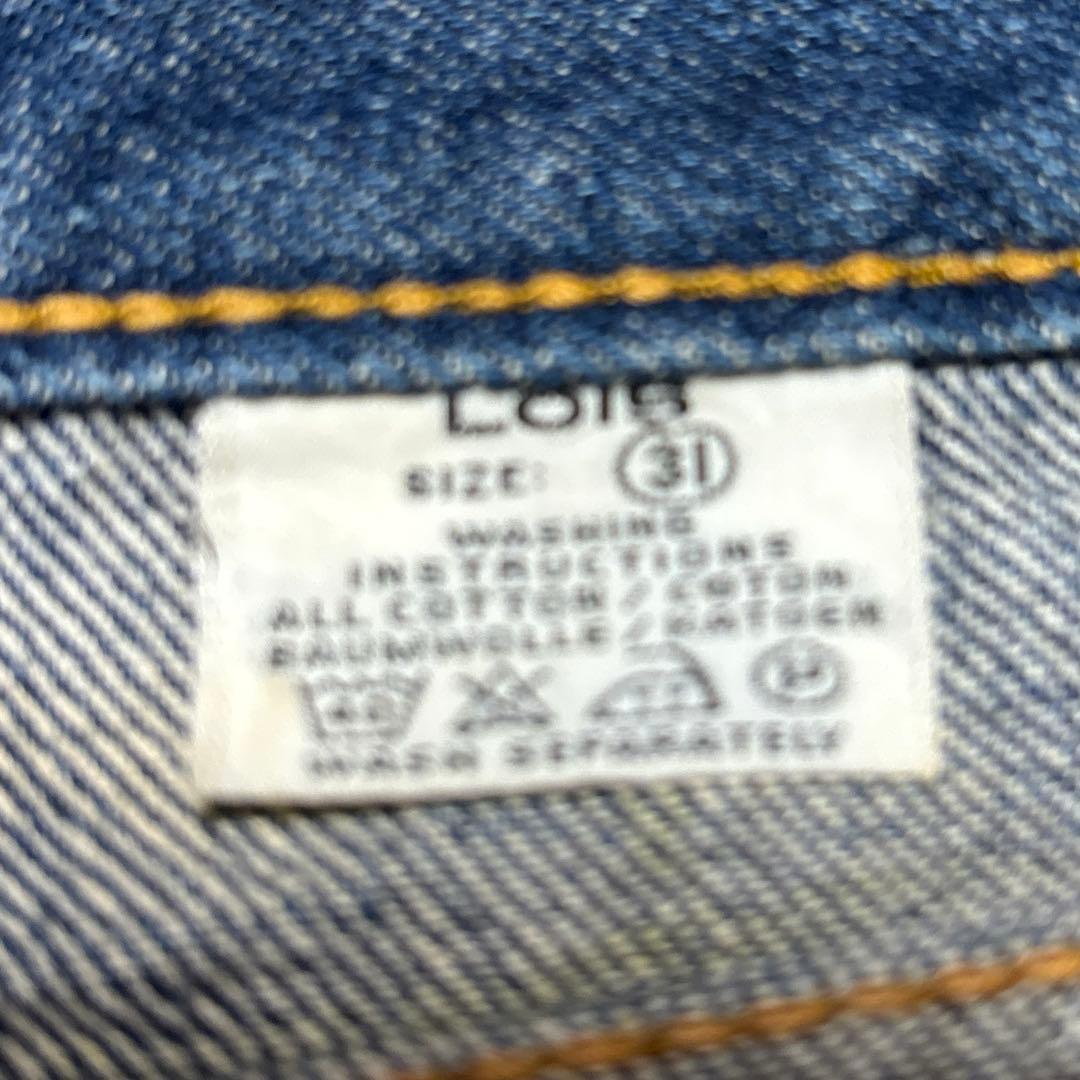 Lois
SIZE: 31
WASHING
INSTRUCTIONS
ALL COTTON / COTON
BAUMWOLLE / KATOEN
40
WASH SEPARATELY